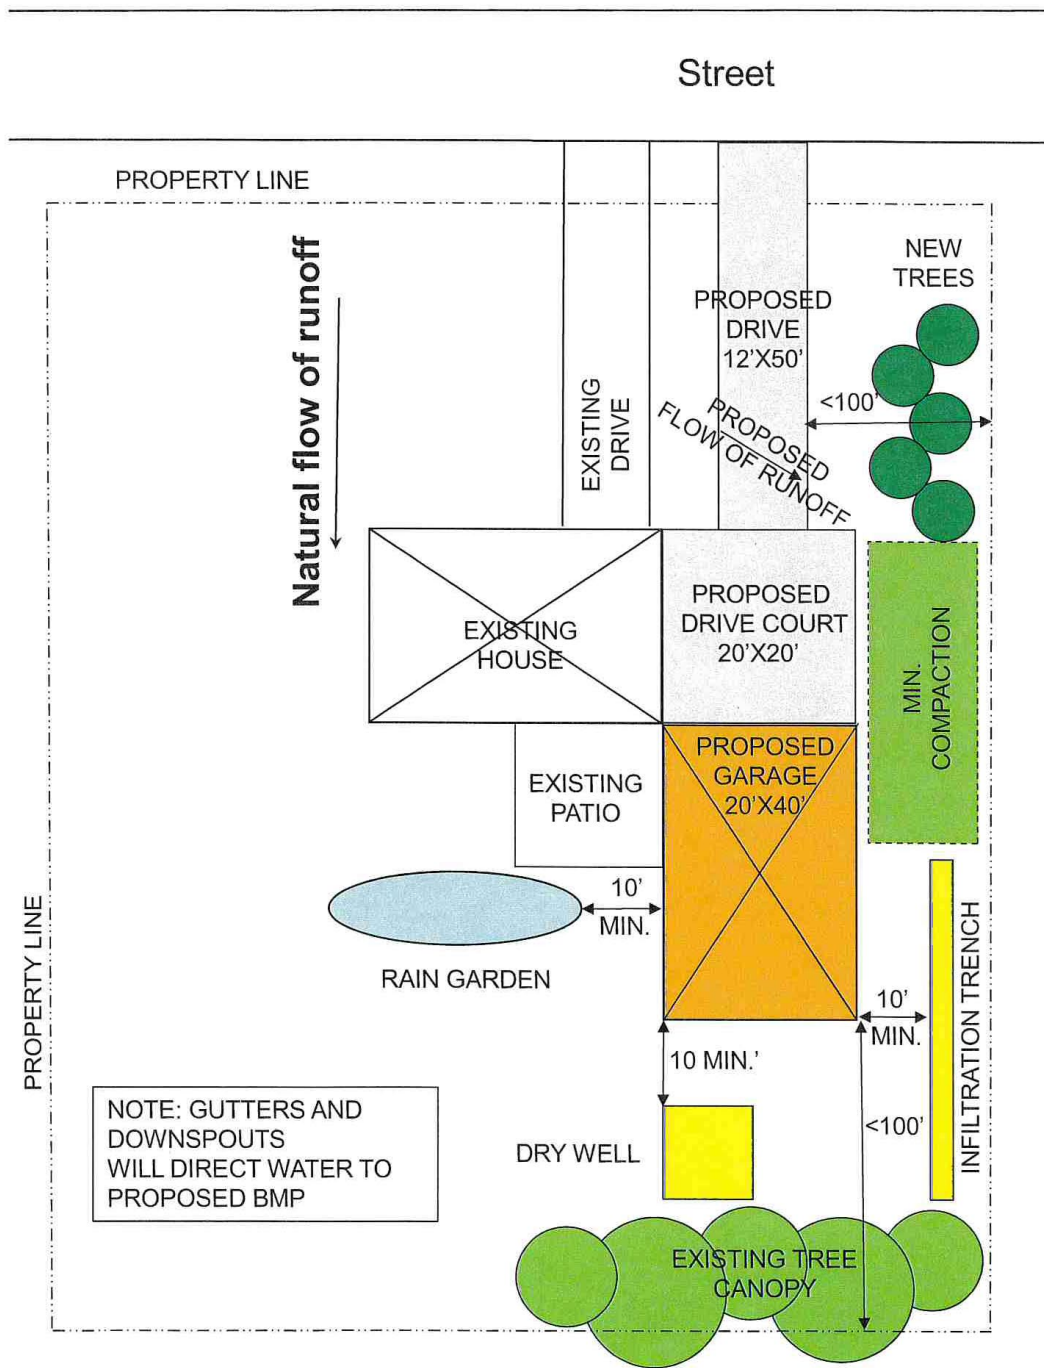 Street
PROPERTY LINE
Natural flow of runoff
NEW
TREES
PROPOSED
DRIVE
12’X50’
<100’
EXISTING
DRIVE
PROPOSED
FLOW OF RUNOFF
EXISTING
HOUSE
PROPOSED
DRIVE COURT
20’X20’
MIN.
COMPACTION
EXISTING
PATIO
PROPOSED
GARAGE
20’X40’
10’
MIN.
RAIN GARDEN
PROPERTY LINE
10’
MIN.
INFILTRATION TRENCH
10 MIN.’
<100’
NOTE: GUTTERS AND
DOWNSPOUTS
WILL DIRECT WATER TO
PROPOSED BMP
DRY WELL
EXISTING TREE
CANOPY